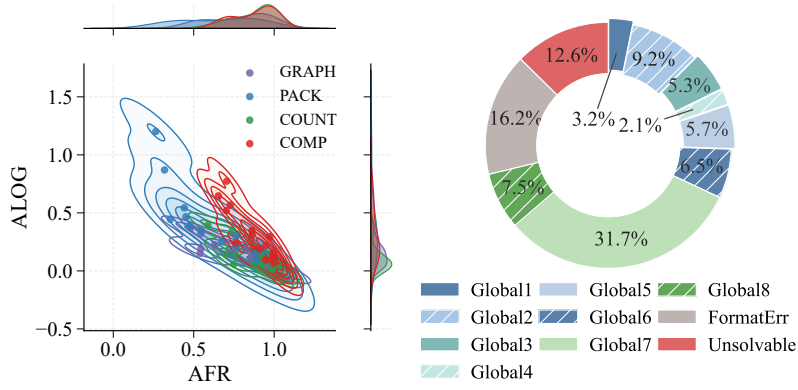 GRAPH
PACK
COUNT
COMP
ALOG
1.5
1.0
0.5
0.0
−0.5
0.0
0.5
1.0
AFR
12.6%
9.2%
5.3%
3.2%
2.1%
16.2%
5.7%
6.5%
7.5%
31.7%
Global1
Global5
Global8
Global2
Global6
FormatErr
Global3
Global7
Unsolvable
Global4